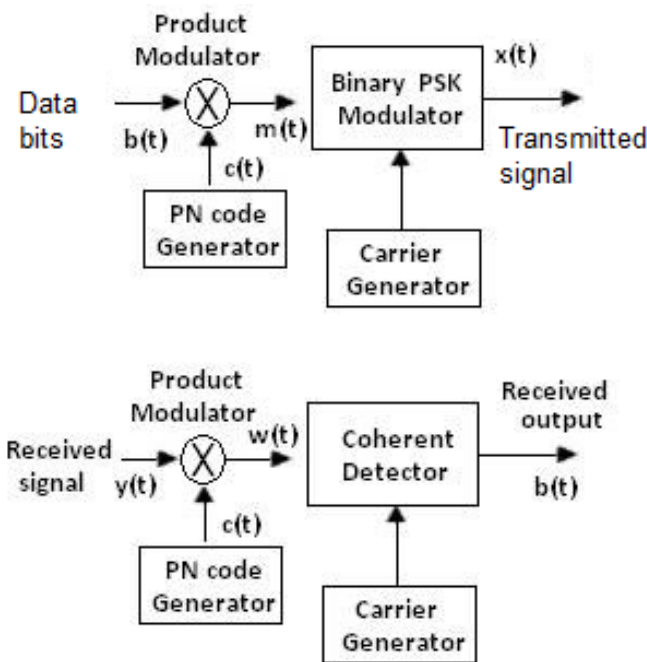 Product
Modulator
Data
bits
b(t)
X
m(t)
c(t)
PN code
Generator
Binary PSK
Modulator
x(t)
Transmitted
signal
Carrier
Generator
Product
Modulator
Received
signal
y(t)
X
w(t)
c(t)
PN code
Generator
Coherent
Detector
Received
output
b(t)
Carrier
Generator